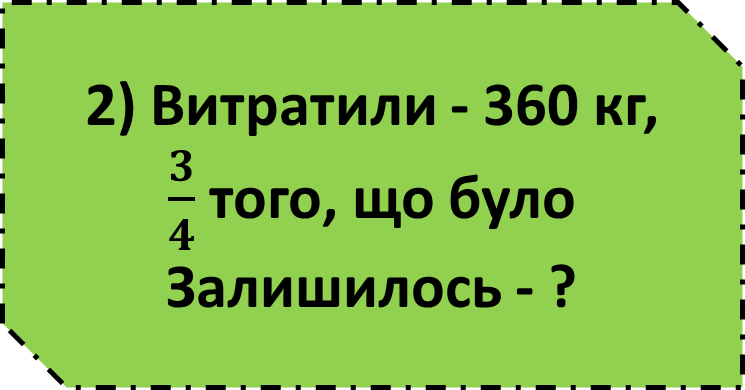 2) Витратили - 360 кг,
3/4 того, що було
Залишилось - ?